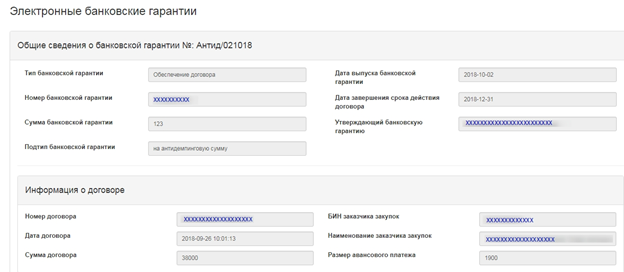 Электронные банковские гарантии
Общие сведения о банковской гарантии №: Антид/021018
Тип банковской гарантии Обеспечение договора Дата выпуска банковской гарантии 2018-10-02
Номер банковской гарантии XXXXXXXXXX Дата завершения срока действия договора 2018-12-31
Сумма банковской гарантии 123 Утверждающий банковскую гарантию XXXXXXXXXXXXXXXXXXXXXXXX
Подтип банковской гарантии на антидемпинговую сумму
Информация о договоре
Номер договора XXXXXXXXXXXXXXXXXXX БИН заказчика закупок XXXXXXXXXXXXX
Дата договора 2018-09-26 10:01:13 Наименование заказчика закупок XXXXXXXXXXXXXXXXXXX
Сумма договора 38000 Размер авансового платежа 1900